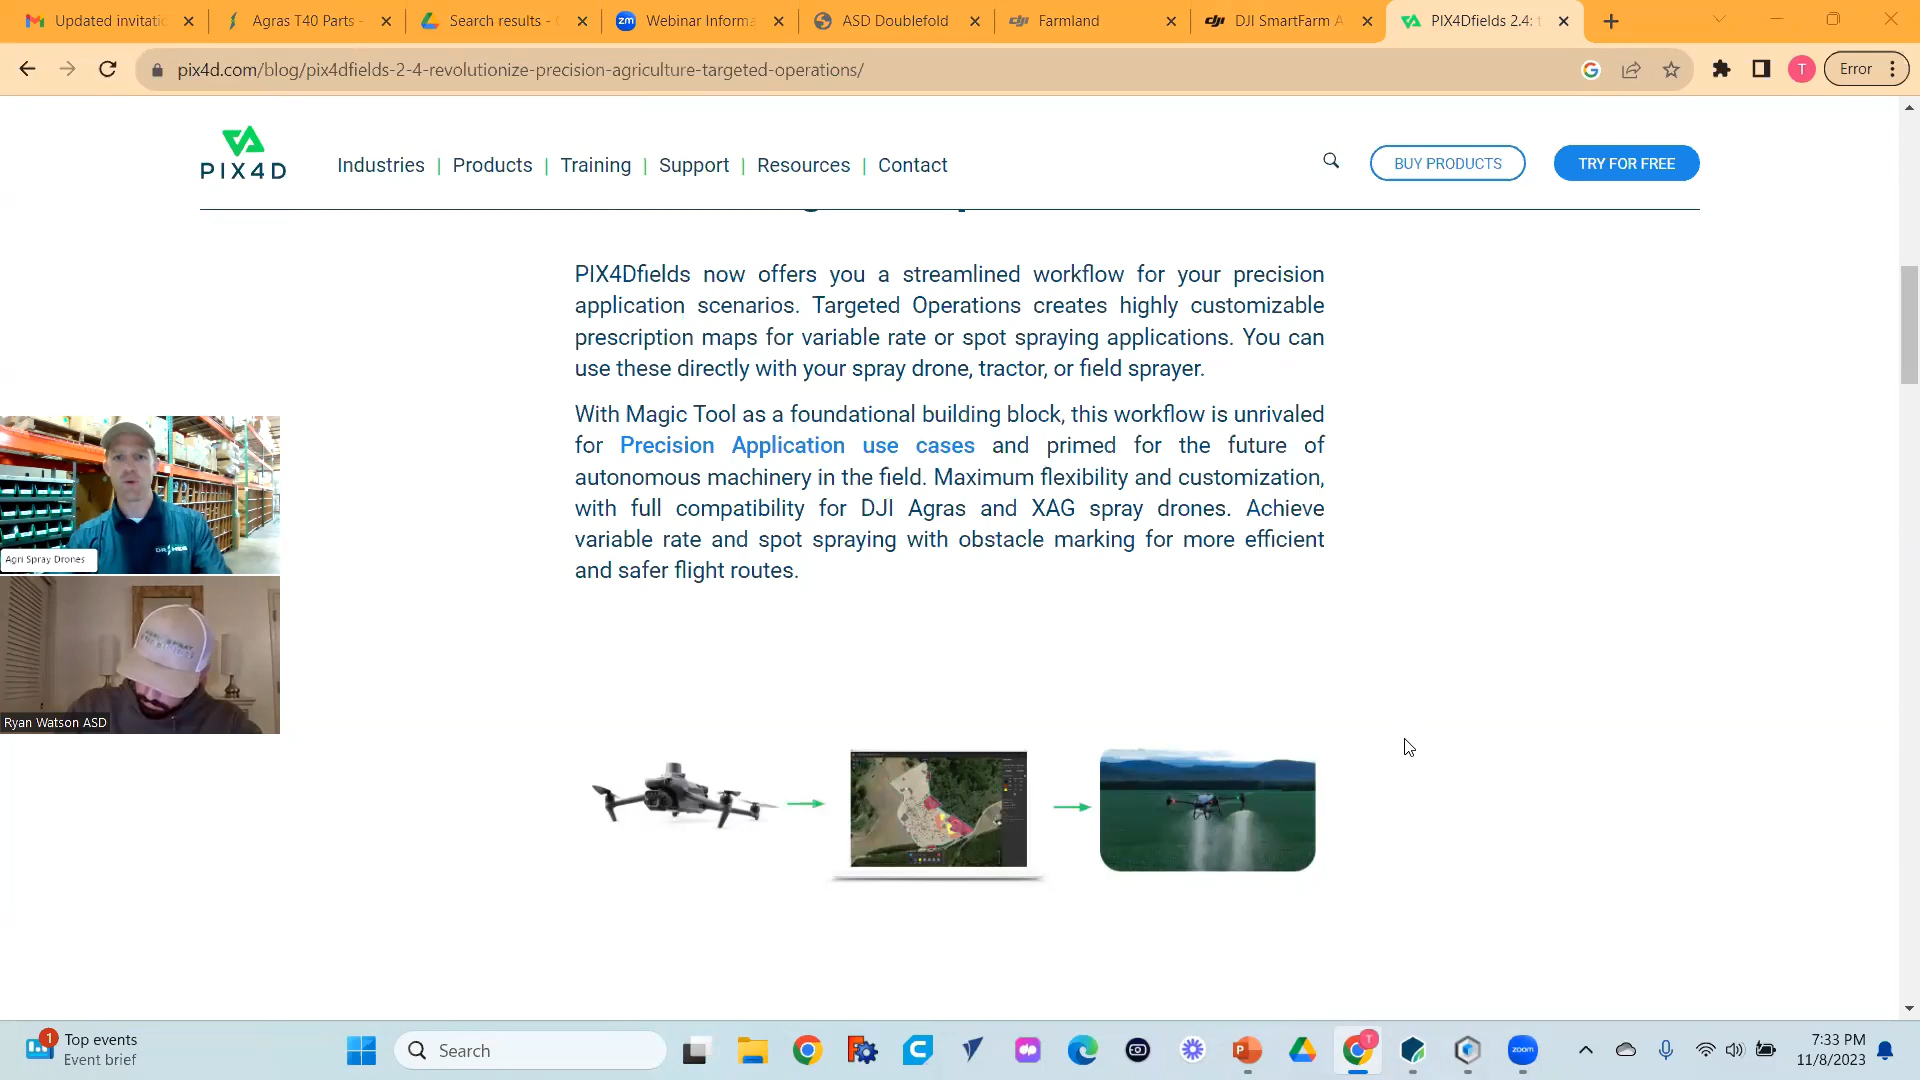 Updated invitati
Agras T40 Parts -
Search results -
Webinar Informa
ASD Doublefold
Farmland
DJI SmartFarm A
PIX4Dfields 2.4: t
pix4d.com/blog/pix4dfields-2-4-revolutionize-precision-agriculture-targeted-operations/
T
Error
PIX4D
Industries | Products | Training | Support | Resources | Contact
BUY PRODUCTS
TRY FOR FREE
PIX4Dfields now offers you a streamlined workflow for your precision
application scenarios. Targeted Operations creates highly customizable
prescription maps for variable rate or spot spraying applications. You can
use these directly with your spray drone, tractor, or field sprayer.
With Magic Tool as a foundational building block, this workflow is unrivaled
for Precision Application use cases and primed for the future of
autonomous machinery in the field. Maximum flexibility and customization,
with full compatibility for DJI Agras and XAG spray drones. Achieve
variable rate and spot spraying with obstacle marking for more efficient
and safer flight routes.
Agri Spray Drones
Ryan Watson ASD
1
Top events
Event brief
Search
zoom
7:33 PM
11/8/2023